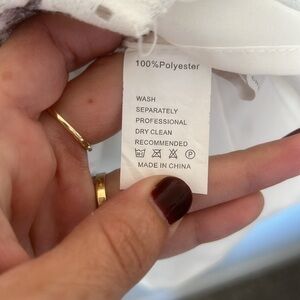 100%Polyester
WASH
SEPARATELY
PROFESSIONAL
DRY CLEAN
RECOMMENDED
MADE IN CHINA